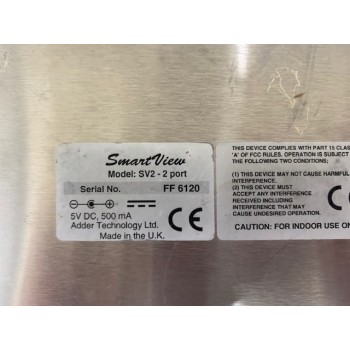 SmartView
Model: SV2 - 2 port
Serial No. FF 6120
5V DC, 500 mA
Adder Technology Ltd.
Made in the U.K.
CE
THIS DEVICE COMPLIES WITH PART 15 CLASS
'A' OF FCC RULES. OPERATION IS SUBJECT
THE FOLLOWING TWO CONDITIONS;
(1) THIS DEVICE MAY NOT CAUSE HARMFUL
INTERFERENCE.
(2) THIS DEVICE MUST
ACCEPT ANY INTERFERENCE
RECEIVED INCLUDING
INTERFERENCE THAT MAY
CAUSE UNDESIRED OPERATION.
CE
CAUTION: FOR INDOOR USE